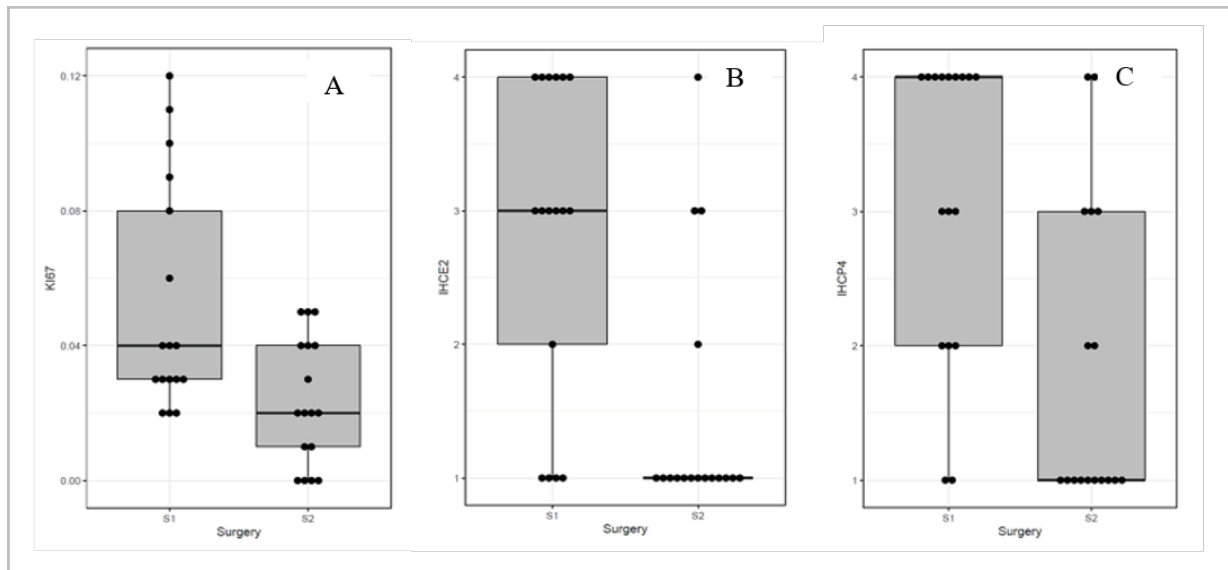 A
0.12
0.08
0.04
0.00
KI67
S1 S2
Surgery
B
4
3
2
1
IHCE2
S1 S2
Surgery
C
4
3
2
1
IHCP4
S1 S2
Surgery